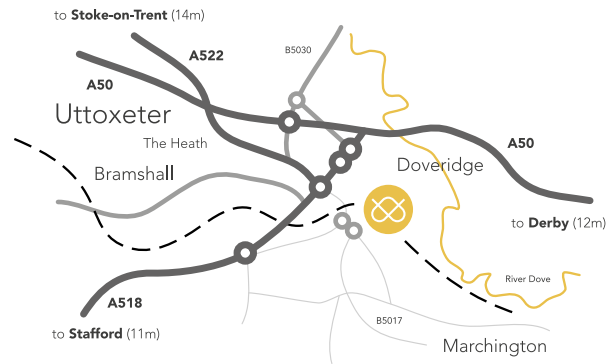 to Stoke-on-Trent (14m)
A522
B5030
A50
Uttoxeter
The Heath
A50
Doveridge
Bramshall
to Derby (12m)
River Dove
A518
B5017
to Stafford (11m)
Marchington